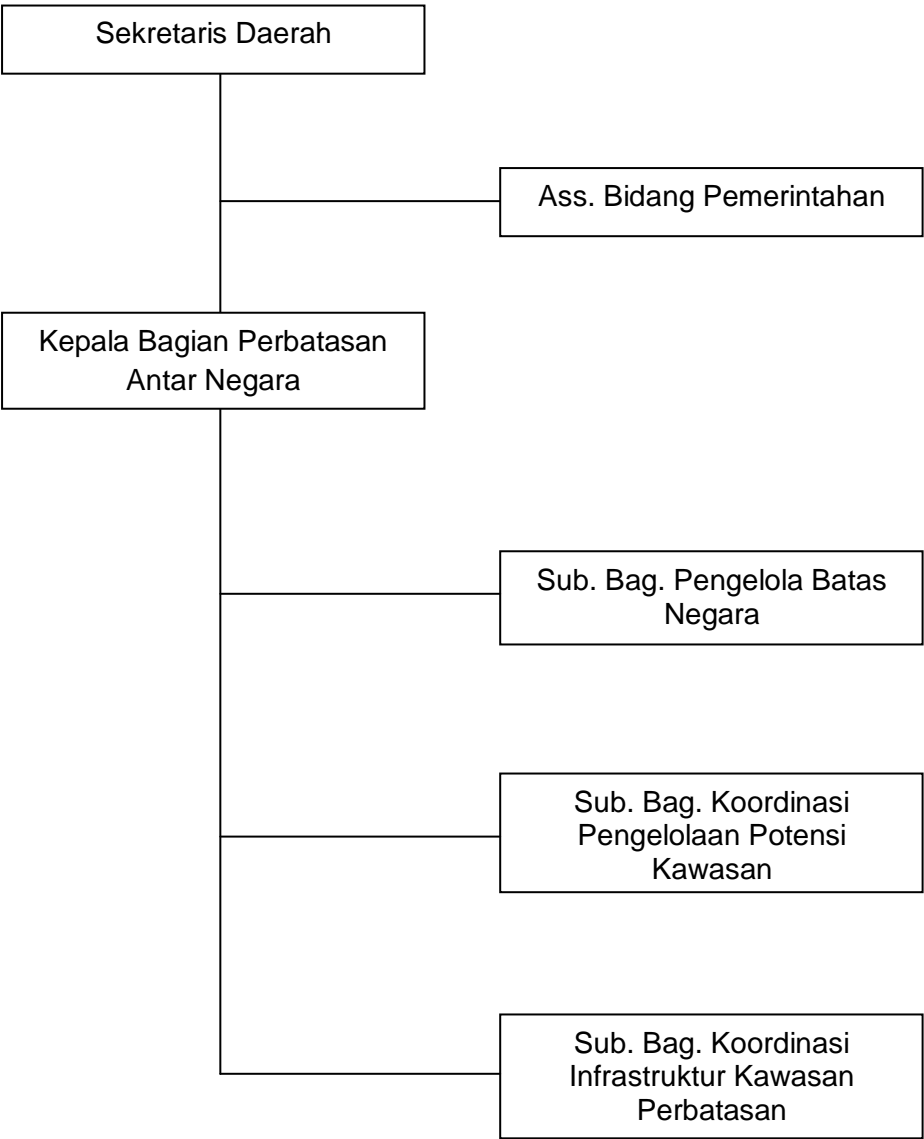 Sekretaris Daerah
Ass. Bidang Pemerintahan
Kepala Bagian Perbatasan
Antar Negara
Sub. Bag. Pengelola Batas
Negara
Sub. Bag. Koordinasi
Pengelolaan Potensi
Kawasan
Sub. Bag. Koordinasi
Infrastruktur Kawasan
Perbatasan